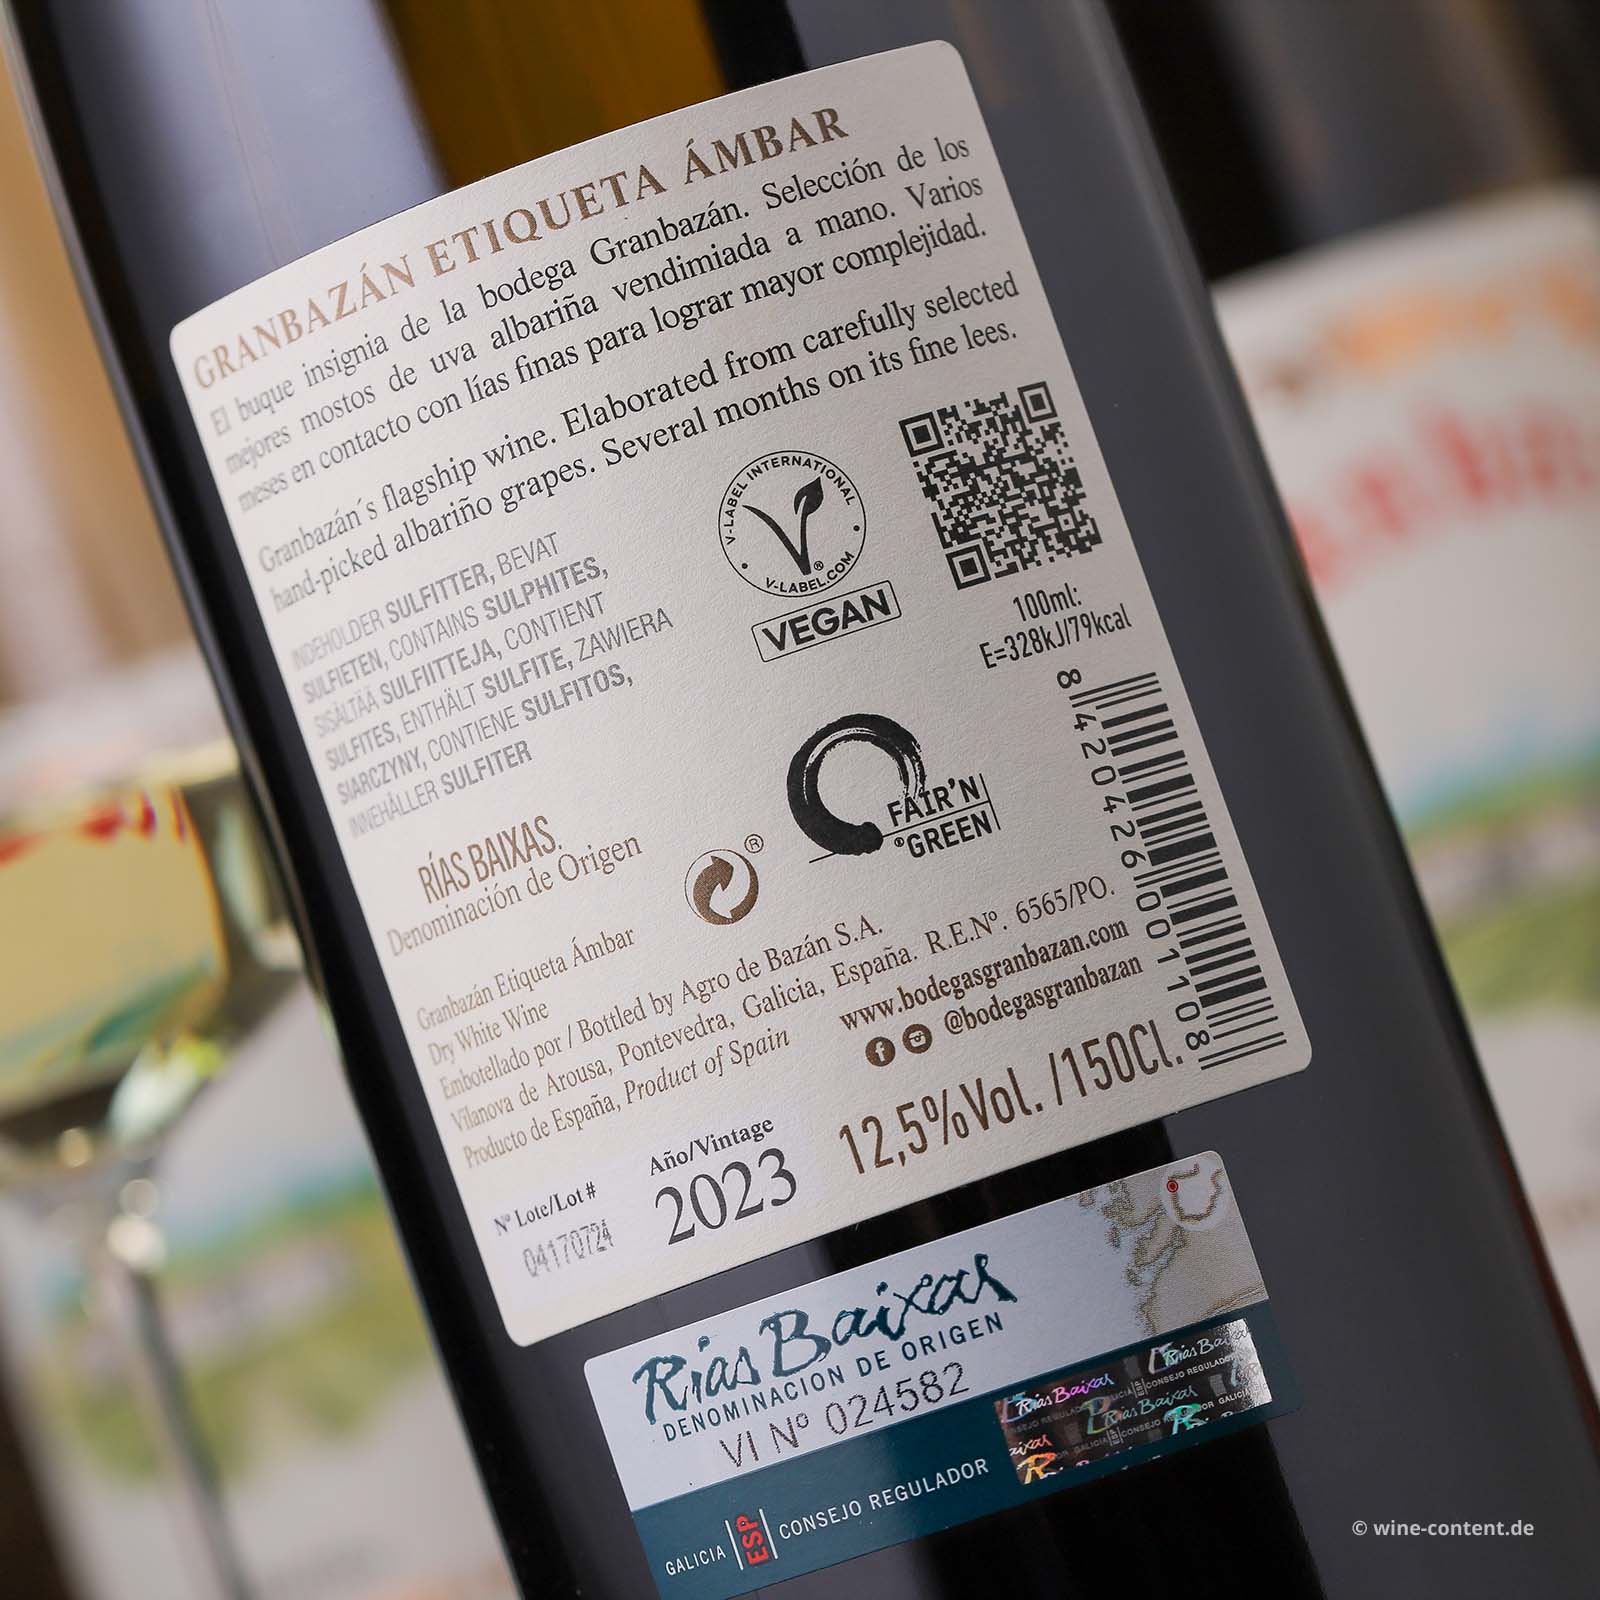 GRANBAZÁN ETIQUETA ÁMBAR
El buque insignia de la bodega Granbazán. Selección de los
mejores mostos de uva albariña vendimiada a mano. Varios
meses en contacto con lías finas para lograr mayor complejidad.
Granbazán´s flagship wine. Elaborated from carefully selected
hand-picked albariño grapes. Several months on its fine lees.
INDEHOLDER SULFITTER, BEVAT
SULFIETEN, CONTAINS SULPHITES,
SISÄLTÄÄ SULFIITTEJA, CONTIENT
SULFITES, ENTHÄLT SULFITE, ZAWIERA
SIARCZYNY, CONTIENE SULFITOS,
INNEHÅLLER SULFITER
V-LABEL INTERNATIONAL
V-LABEL.COM
®
VEGAN
100ml:
E=328kJ/79kcal
8 420426 001108
FAIR'N
GREEN
RÍAS BAIXAS.
Denominación de Origen
®
Granbazán Etiqueta Ámbar
Dry White Wine
Embotellado por / Bottled by Agro de Bazán S.A.
Vilanova de Arousa, Pontevedra, Galicia, España. R.E.Nº. 6565/PO.
Producto de España, Product of Spain
www.bodegasgranbazan.com
@bodegasgranbazan
Nº Lote/Lot #
04170724
Año/Vintage
2023
12,5%Vol. /150Cl.
Rías Baixas
DENOMINACION DE ORIGEN
VI Nº 024582
GALICIA ESP CONSEJO REGULADOR
Rías Baixas
CONSEJO REGULADOR
© wine-content.de